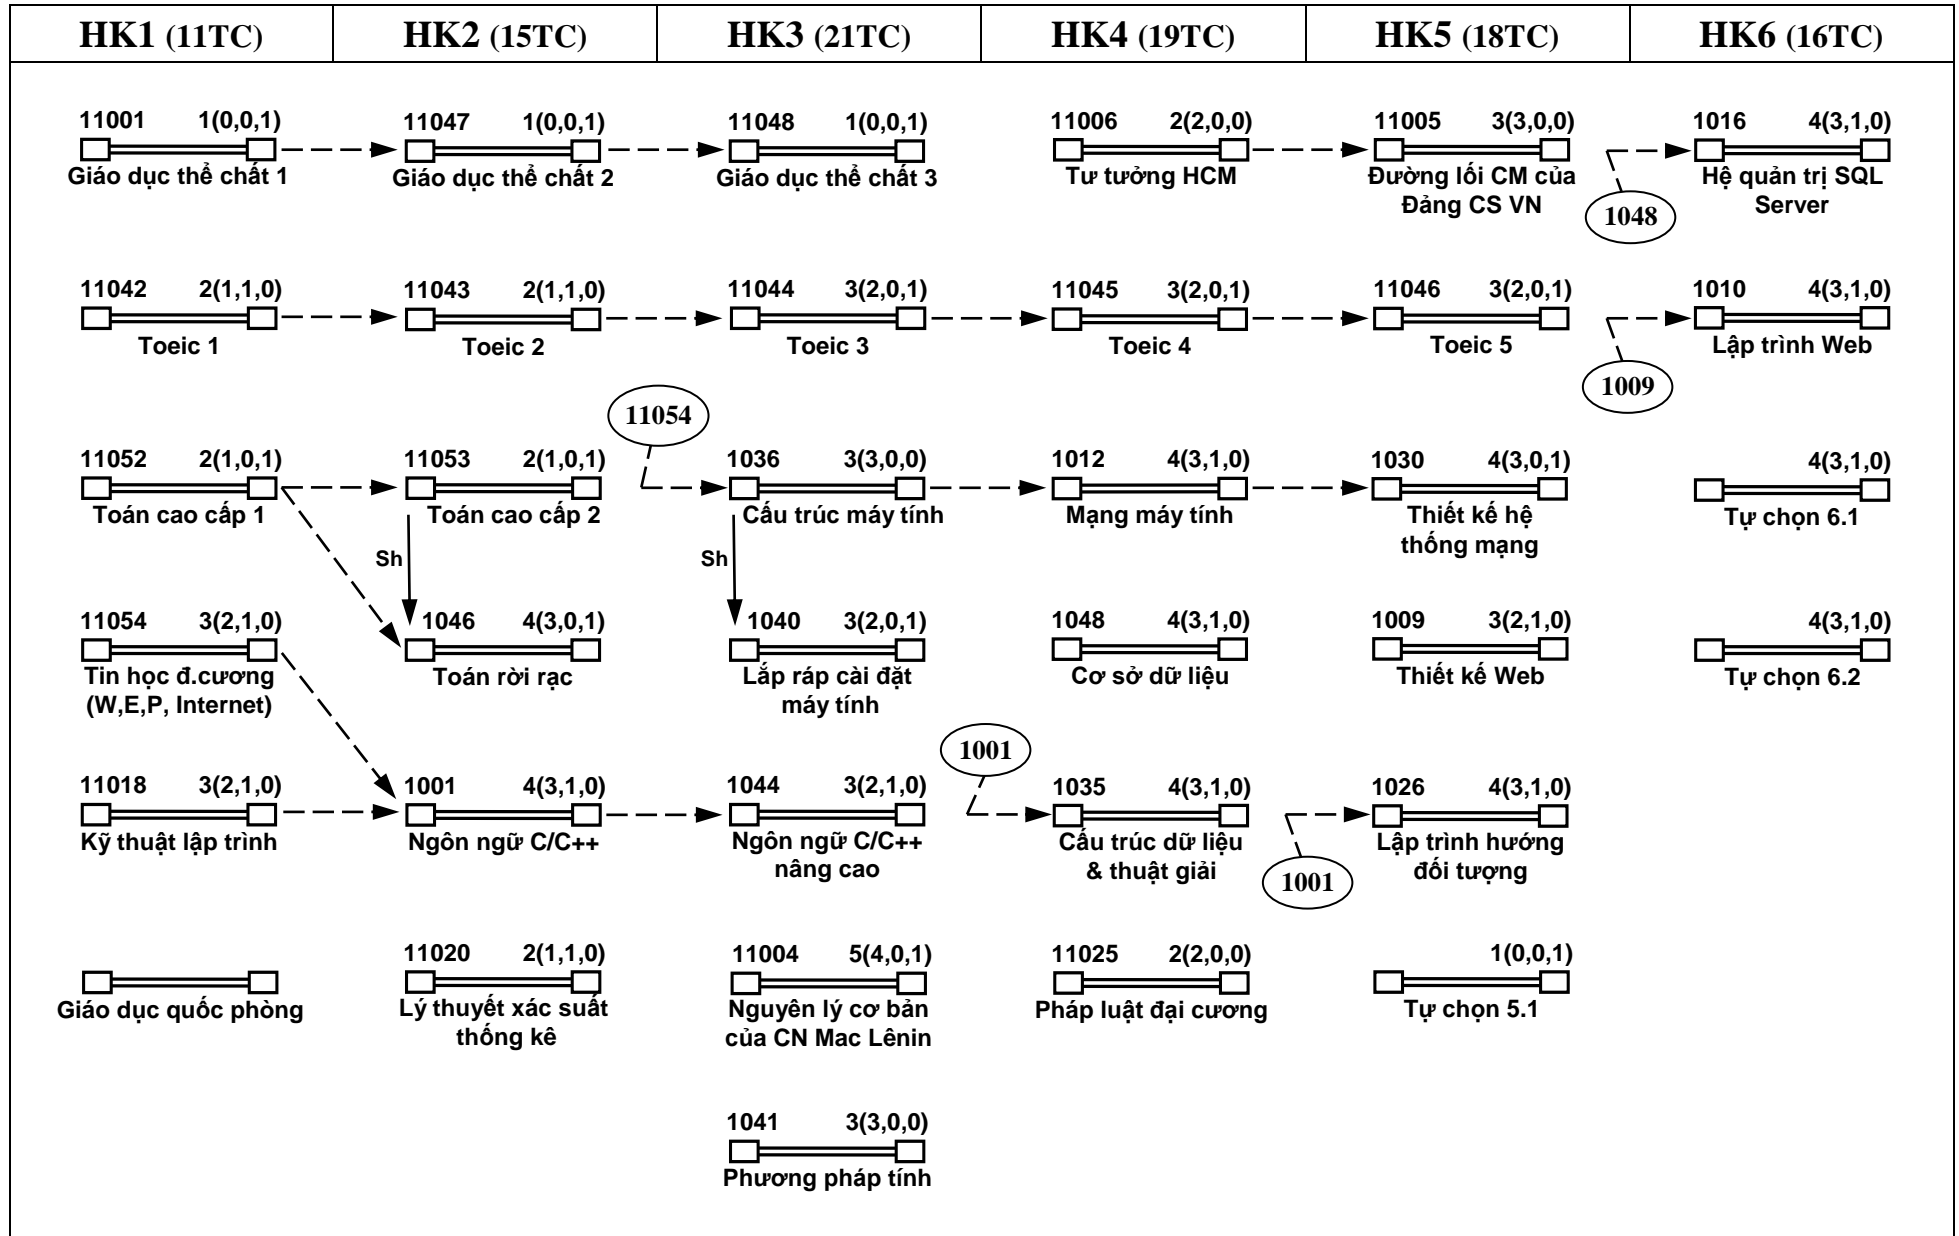 HK1 (11TC)
HK2 (15TC)
HK3 (21TC)
HK4 (19TC)
HK5 (18TC)
HK6 (16TC)
11001 1(0,0,1)
Giáo dục thể chất 1
11047 1(0,0,1)
Giáo dục thể chất 2
11048 1(0,0,1)
Giáo dục thể chất 3
11006 2(2,0,0)
Tư tưởng HCM
11005 3(3,0,0)
Đường lối CM của
Đảng CS VN
1048
1016 4(3,1,0)
Hệ quản trị SQL
Server
11042 2(1,1,0)
Toeic 1
11043 2(1,1,0)
Toeic 2
11044 3(2,0,1)
Toeic 3
11045 3(2,0,1)
Toeic 4
11046 3(2,0,1)
Toeic 5
1009
1010 4(3,1,0)
Lập trình Web
11052 2(1,0,1)
Toán cao cấp 1
11053 2(1,0,1)
Toán cao cấp 2
Sh
11054
1036 3(3,0,0)
Cấu trúc máy tính
Sh
1012 4(3,1,0)
Mạng máy tính
1030 4(3,0,1)
Thiết kế hệ
thống mạng
4(3,1,0)
Tự chọn 6.1
11054 3(2,1,0)
Tin học đ.cương
(W,E,P, Internet)
1046 4(3,0,1)
Toán rời rạc
1040 3(2,0,1)
Lắp ráp cài đặt
máy tính
1048 4(3,1,0)
Cơ sở dữ liệu
1009 3(2,1,0)
Thiết kế Web
4(3,1,0)
Tự chọn 6.2
11018 3(2,1,0)
Kỹ thuật lập trình
1001 4(3,1,0)
Ngôn ngữ C/C++
1044 3(2,1,0)
Ngôn ngữ C/C++
nâng cao
1001
1035 4(3,1,0)
Cấu trúc dữ liệu
& thuật giải
1001
1026 4(3,1,0)
Lập trình hướng
đối tượng
Giáo dục quốc phòng
11020 2(1,1,0)
Lý thuyết xác suất
thống kê
11004 5(4,0,1)
Nguyên lý cơ bản
của CN Mac Lênin
11025 2(2,0,0)
Pháp luật đại cương
1(0,0,1)
Tự chọn 5.1
1041 3(3,0,0)
Phương pháp tính